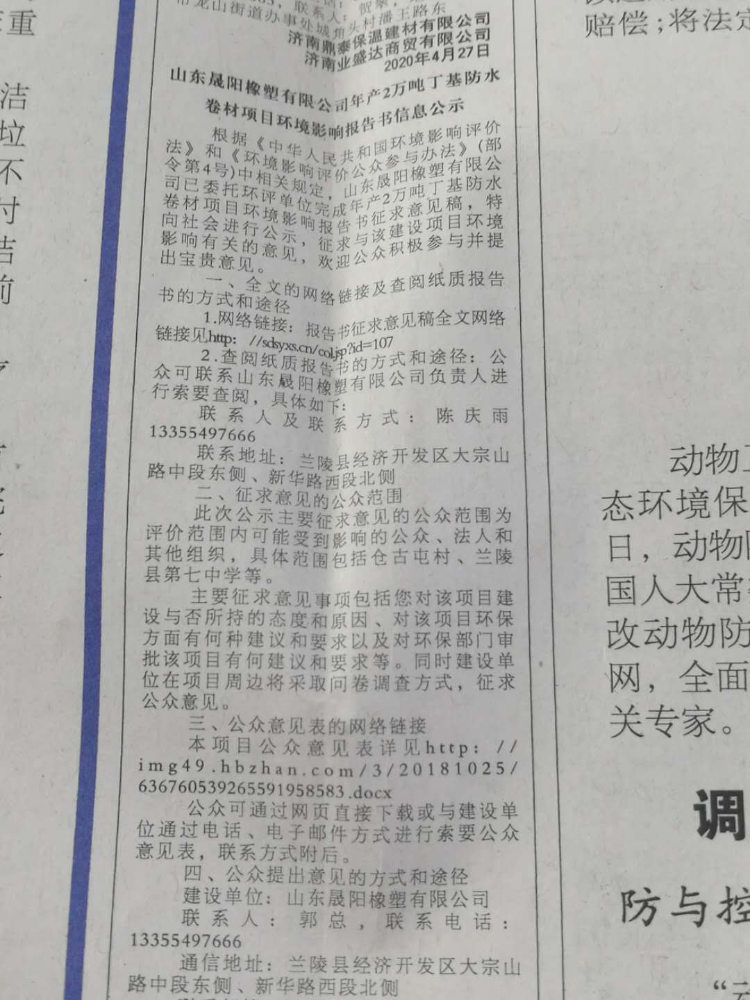 重
洁
垃
不
付
洁
前
帝龙山街道办事处城角头村潘王路东
济南鼎泰保温建材有限公司
济南业盛达商贸有限公司
2020年4月27日
山东晟阳橡塑有限公司年产2万吨丁基防水
卷材项目环境影响报告书信息公示
根据《中华人民共和国环境影响评价
法》和《环境影响评价公众参与办法》(部
令第4号)中相关规定，山东晟阳橡塑有限公
司已委托环评单位完成年产2万吨丁基防水
卷材项目环境影响报告书征求意见稿，特
向社会进行公示，征求与该建设项目环境
影响有关的意见，欢迎公众积极参与并提
出宝贵意见。
一、全文的网络链接及查阅纸质报告
书的方式和途径
1.网络链接：报告书征求意见稿全文网络
链接见http：//sdsyxs.cn/col.jsp?id=107
2.查阅纸质报告书的方式和途径：公
众可联系山东晟阳橡塑有限公司负责人进
行索要查阅，具体如下：
联系人及联系方式：陈庆雨
13355497666
联系地址：兰陵县经济开发区大宗山
路中段东侧、新华路西段北侧
二、征求意见的公众范围
此次公示主要征求意见的公众范围为
评价范围内可能受到影响的公众、法人和
其他组织，具体范围包括仓古屯村、兰陵
县第七中学等。
主要征求意见事项包括您对该项目建
设与否所持的态度和原因、对该项目环保
方面有何种建议和要求以及对环保部门审
批该项目有何建议和要求等。同时建设单
位在项目周边将采取问卷调查方式，征求
公众意见。
三、公众意见表的网络链接
本项目公众意见表详见http：//
img49.hbzhan.com/3/20181025/
636760539265591958583.docx
公众可通过网页直接下载或与建设单
位通过电话、电子邮件方式进行索要公众
意见表，联系方式附后。
四、公众提出意见的方式和途径
建设单位：山东晟阳橡塑有限公司
联系人：郭总，联系电话：
13355497666
通信地址：兰陵县经济开发区大宗山
路中段东侧、新华路西段北侧
赔偿;将法定
动物
态环境保
日，动物
国人大常
改动物防
网，全面
关专家。
调
防与控
“动